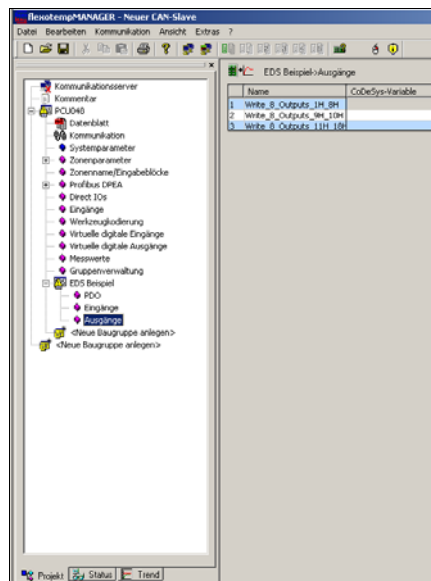 flexotempMANAGER - Neuer CAN-Slave
Datei Bearbeiten Kommunikation Ansicht Extras ?
EDS Beispiel>Ausgänge
Name CoDeSys-Variable
1 Write_8_Outputs_1H_8H
2 Write_8_Outputs_9H_10H
3 Write_8_Outputs_11H_18H
Kommunikationsserver
Kommentar
PCU048
Datenblatt
Kommunikation
Systemparameter
Zonenparameter
Zonenname/Eingabeblöcke
Profibus DPEA
Direct IOs
Eingänge
Werkzeugkodierung
Virtuelle digitale Eingänge
Virtuelle digitale Ausgänge
Messwerte
Gruppenverwaltung
EDS Beispiel
PDO
Eingänge
Ausgänge
<Neue Baugruppe anlegen>
<Neue Baugruppe anlegen>
Projekt Status Trend